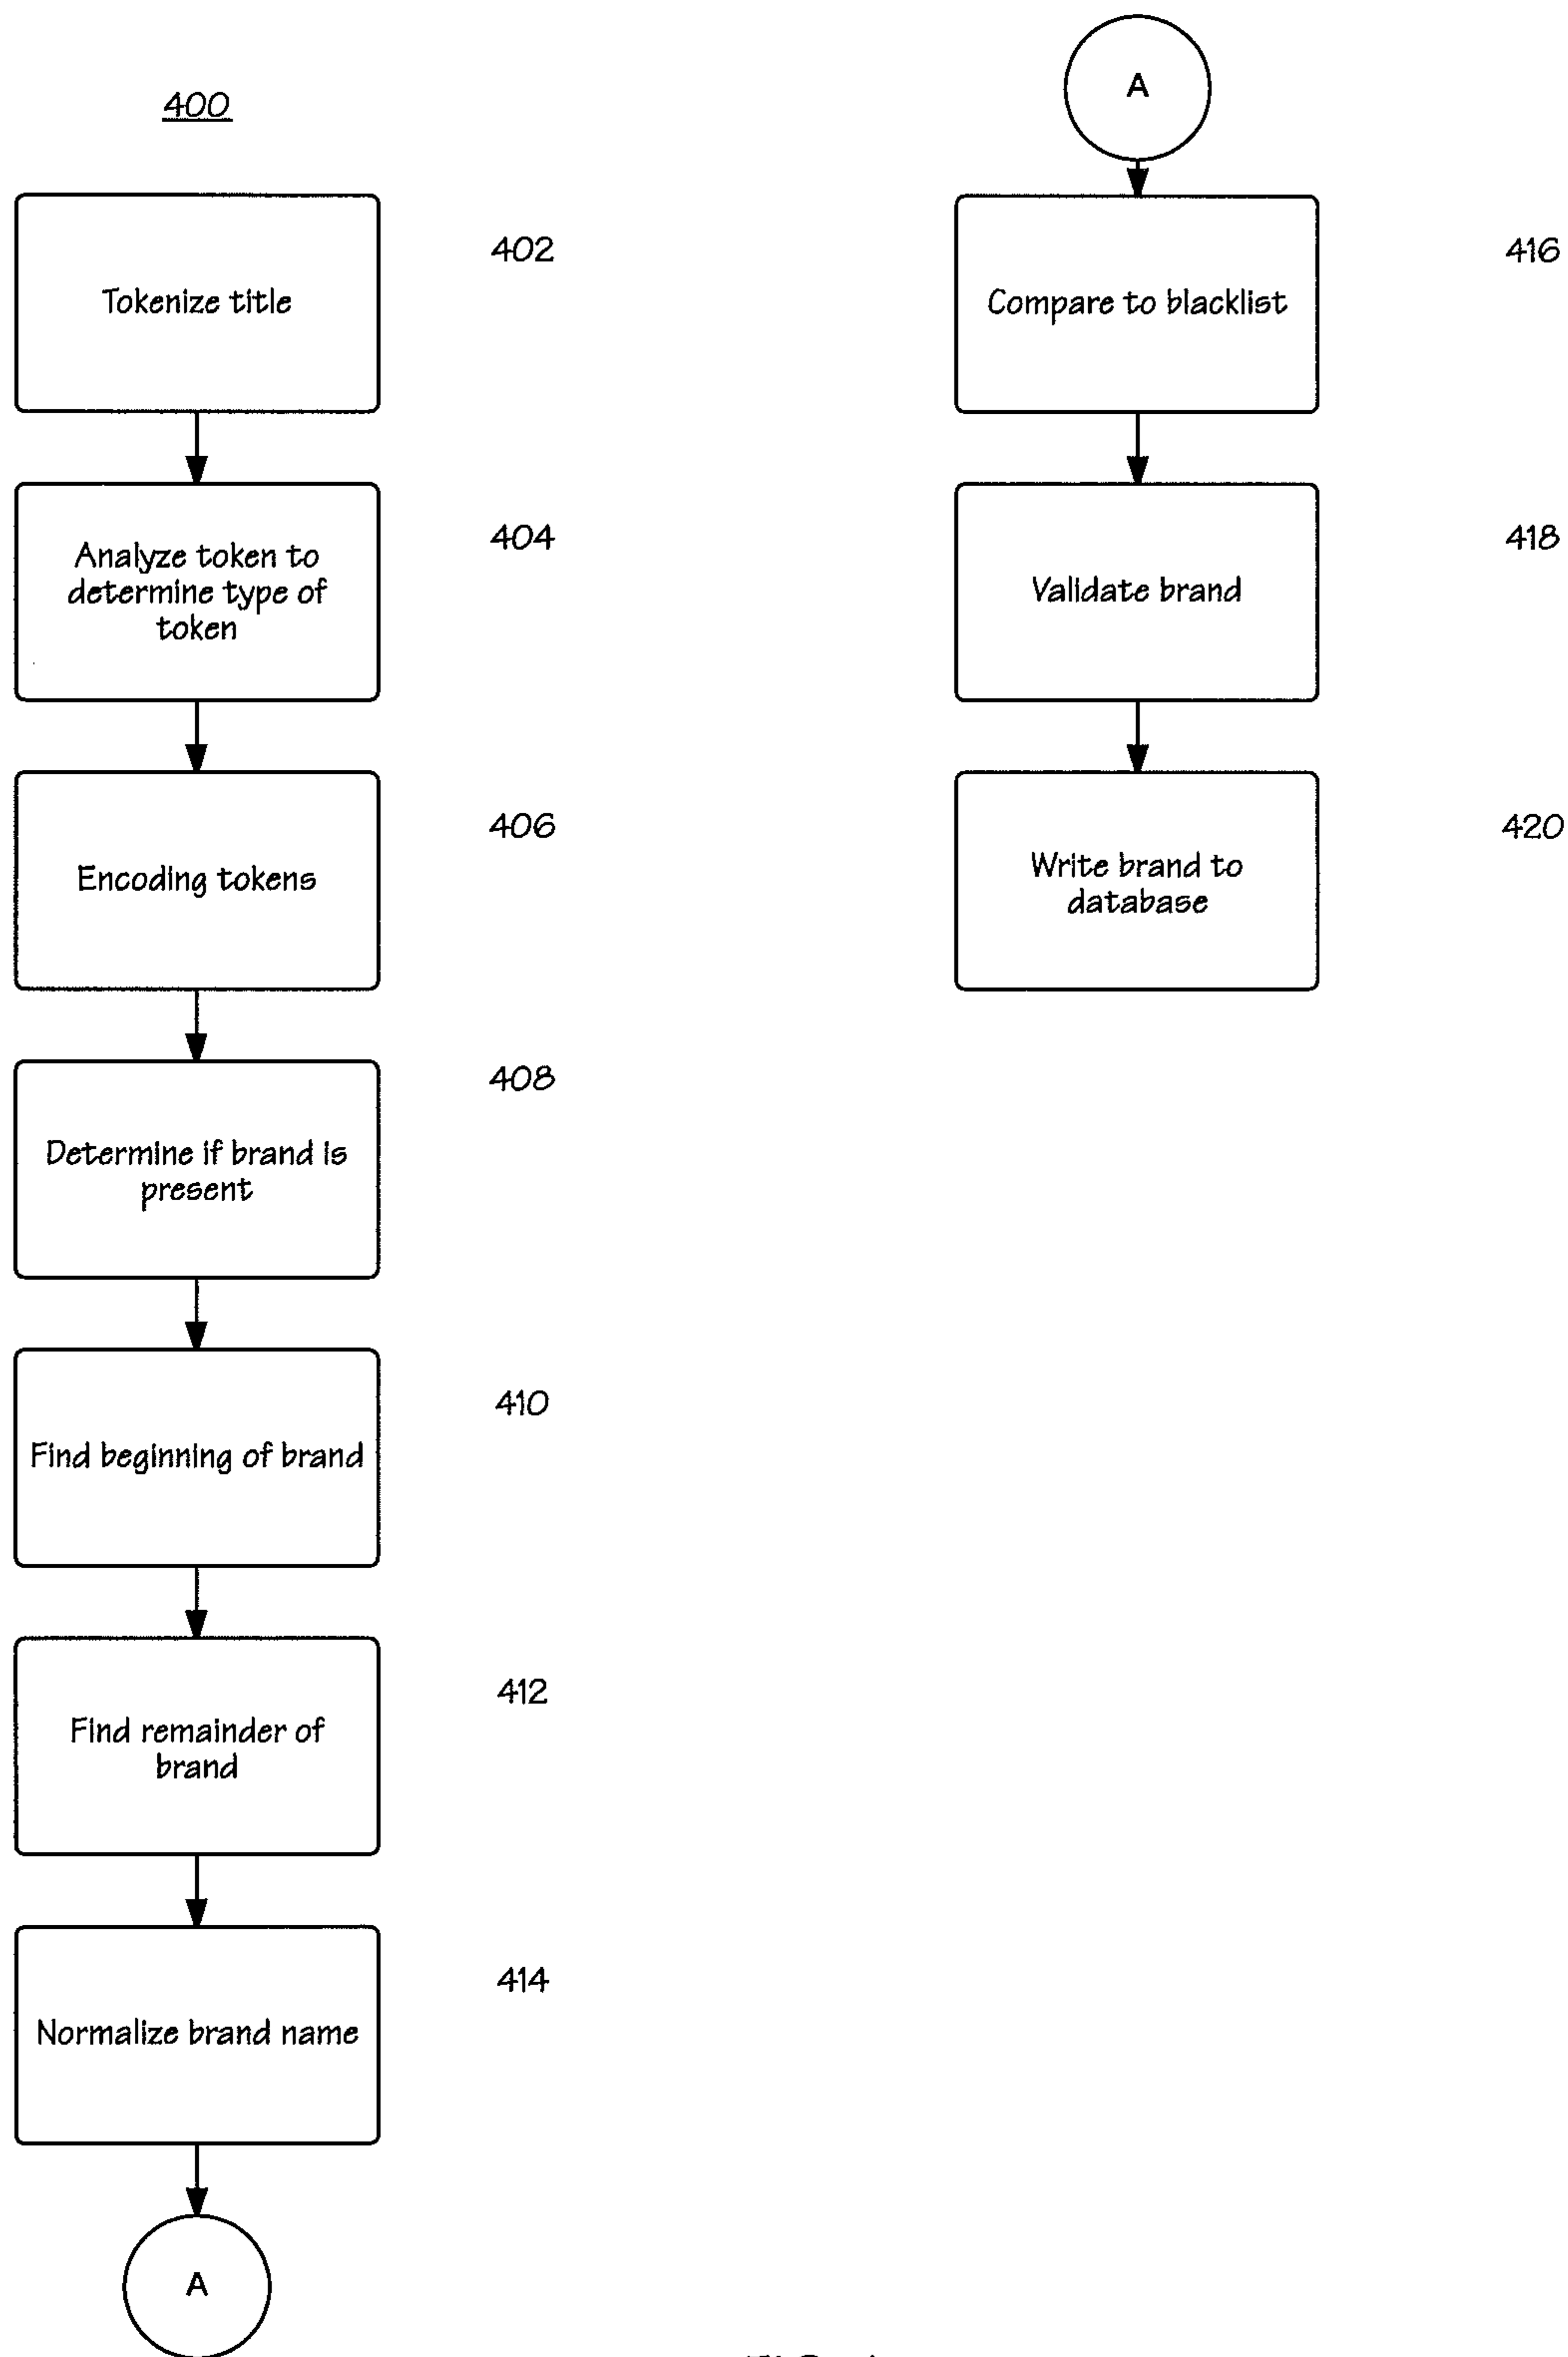 400
Tokenize title
402
Analyze token to
determine type of
token
404
Encoding tokens
406
Determine if brand is
present
408
Find beginning of brand
410
Find remainder of
brand
412
Normalize brand name
414
A
A
Compare to blacklist
416
Validate brand
418
Write brand to
database
420